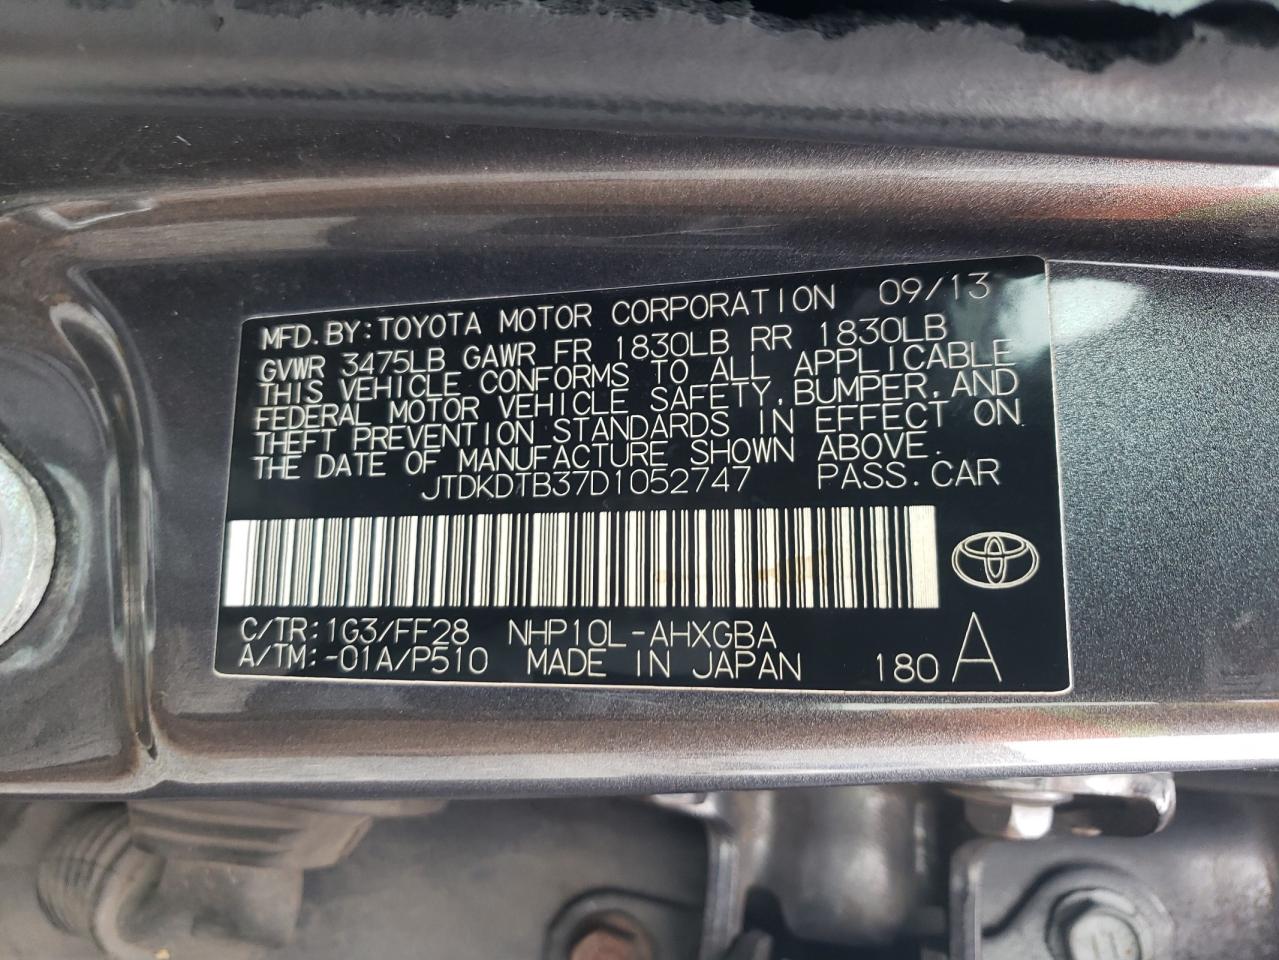 MFD.BY:TOYOTA MOTOR CORPORATION 09/13
GVWR 3475LB GAWR FR 1830LB RR 1830LB
THIS VEHICLE CONFORMS TO ALL APPLICABLE
FEDERAL MOTOR VEHICLE SAFETY,BUMPER,AND
THEFT PREVENTION STANDARDS IN EFFECT ON
THE DATE OF MANUFACTURE SHOWN ABOVE.
JTDKDTB37D1052747 PASS.CAR
C/TR:1G3/FF28 NHP10L-AHXGBA
A/TM:-01A/P510 MADE IN JAPAN 180 A